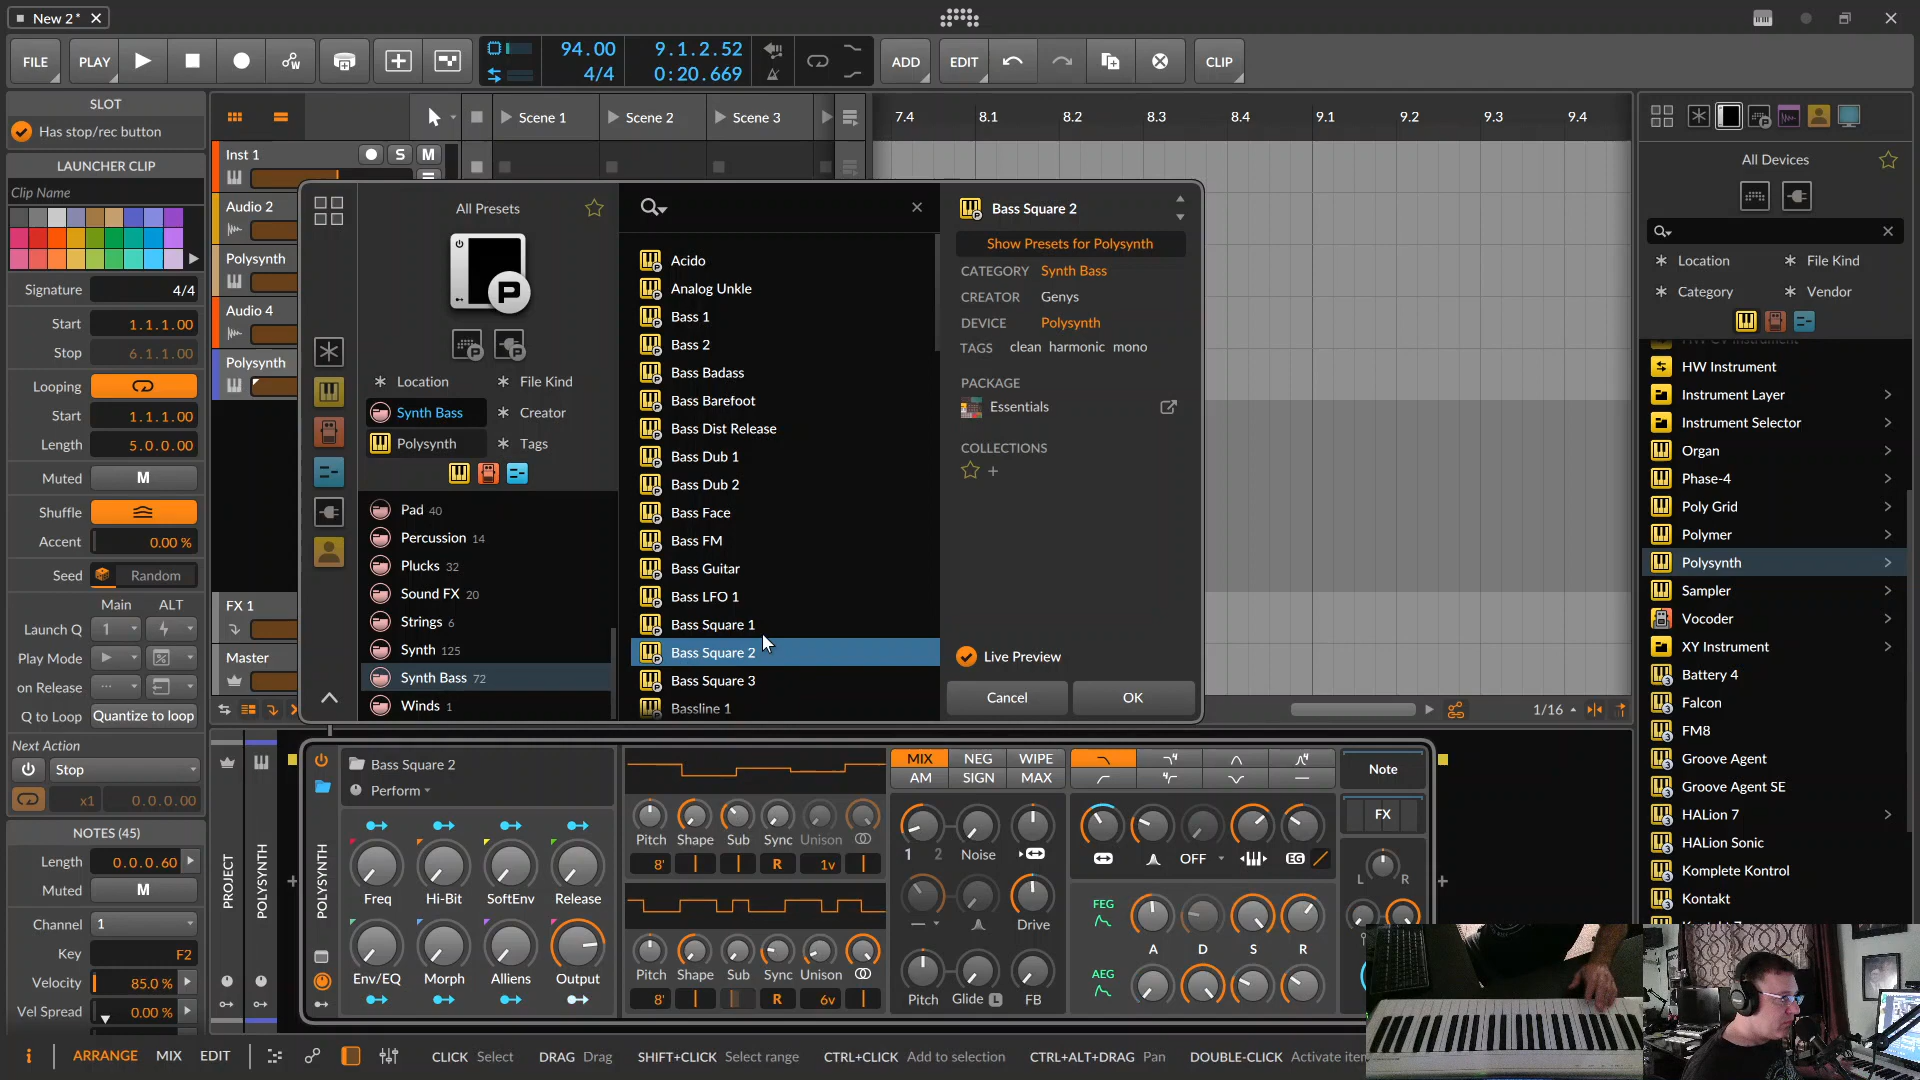 New 2*
FILE
PLAY
94.00
4/4
9.1.2.52
0:20.669
ADD
EDIT
CLIP
SLOT
Has stop/rec button
LAUNCHER CLIP
Clip Name
Signature 4/4
Start 1.1.1.00
Stop 6.1.1.00
Looping
Start 1.1.1.00
Length 5.0.0.00
Muted M
Shuffle
Accent 0.00 %
Seed Random
Main ALT
Launch Q 1
Play Mode
on Release
Q to Loop Quantize to loop
Next Action
Stop
x1 0.0.0.00
NOTES (45)
Length 0.0.0.60
Muted M
Channel 1
Key F2
Velocity 85.0 %
Vel Spread 0.00 %
Scene 1
Scene 2
Scene 3
7.4 8.1 8.2 8.3 8.4 9.1 9.2 9.3 9.4
Inst 1 S M
Audio 2
Polysynth
Audio 4
Polysynth
FX 1
Master
1/16
All Presets
P
Location
File Kind
Synth Bass
Creator
Polysynth
Tags
Pad 40
Percussion 14
Plucks 32
Sound FX 20
Strings 6
Synth 125
Synth Bass 72
Winds 1
Acido
Analog Unkle
Bass 1
Bass 2
Bass Badass
Bass Barefoot
Bass Dist Release
Bass Dub 1
Bass Dub 2
Bass Face
Bass FM
Bass Guitar
Bass LFO 1
Bass Square 1
Bass Square 2
Bass Square 3
Bassline 1
Bass Square 2
Show Presets for Polysynth
CATEGORY Synth Bass
CREATOR Genys
DEVICE Polysynth
TAGS clean harmonic mono
PACKAGE
Essentials
COLLECTIONS
Live Preview
Cancel
OK
All Devices
Location
File Kind
Category
Vendor
HW CV Instrument
HW Instrument
Instrument Layer
Instrument Selector
Organ
Phase-4
Poly Grid
Polymer
Polysynth
Sampler
Vocoder
XY Instrument
Battery 4
Falcon
FM8
Groove Agent
Groove Agent SE
HALion 7
HALion Sonic
Komplete Kontrol
Kontakt
PROJECT
POLYSYNTH
POLYSYNTH
Bass Square 2
Perform
Freq Hi-Bit SoftEnv Release
Env/EQ Morph Alliens Output
Pitch Shape Sub Sync Unison
8' R 1v
Pitch Shape Sub Sync Unison
8' R 6v
MIX NEG WIPE
AM SIGN MAX
1 2 Noise
Drive
Pitch Glide L FB
OFF
EG
FEG
A D S R
AEG
Note
FX
L R
ARRANGE MIX EDIT
CLICK Select
DRAG Drag
SHIFT+CLICK Select range
CTRL+CLICK Add to selection
CTRL+ALT+DRAG Pan
DOUBLE-CLICK Activate item